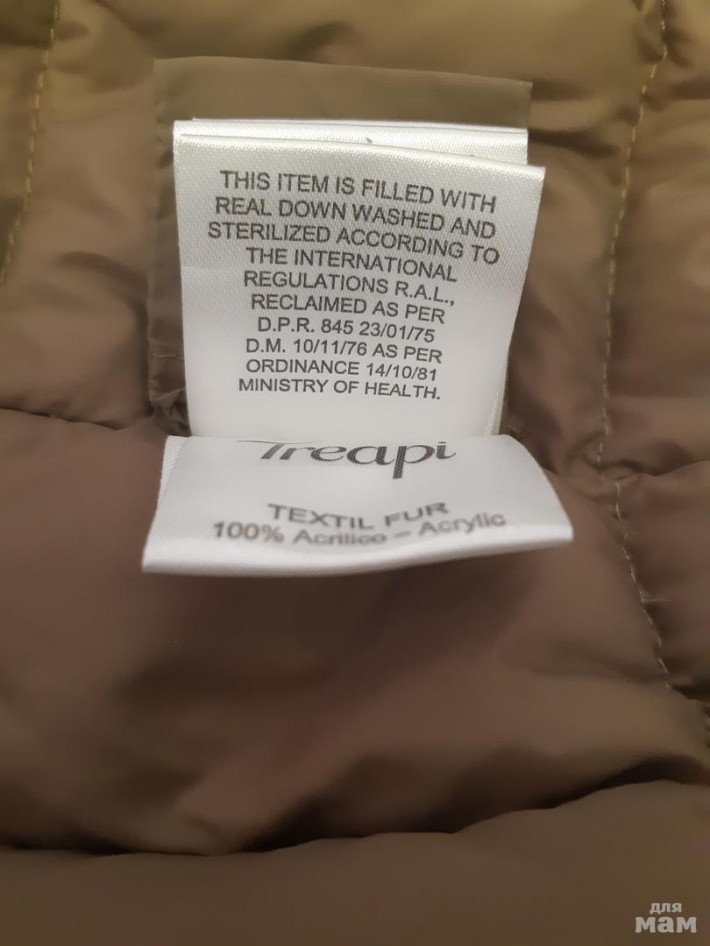 THIS ITEM IS FILLED WITH
REAL DOWN WASHED AND
STERILIZED ACCORDING TO
THE INTERNATIONAL
REGULATIONS R.A.L.,
RECLAIMED AS PER
D.P.R. 845 23/01/75
D.M. 10/11/76 AS PER
ORDINANCE 14/10/81
MINISTRY OF HEALTH.
Treapi
TEXTIL FUR
100% Acrilico – Acrylic
для
мам